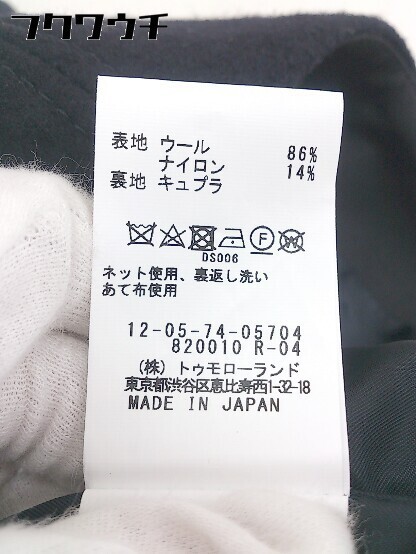 フクワウチ
表地 ウール 86%
ナイロン 14%
裏地 キュプラ
F W
DS006
ネット使用、裏返し洗い
あて布使用
12-05-74-05704
820010 R-04
(株) トゥモローランド
東京都渋谷区恵比寿西1-32-18
MADE IN JAPAN